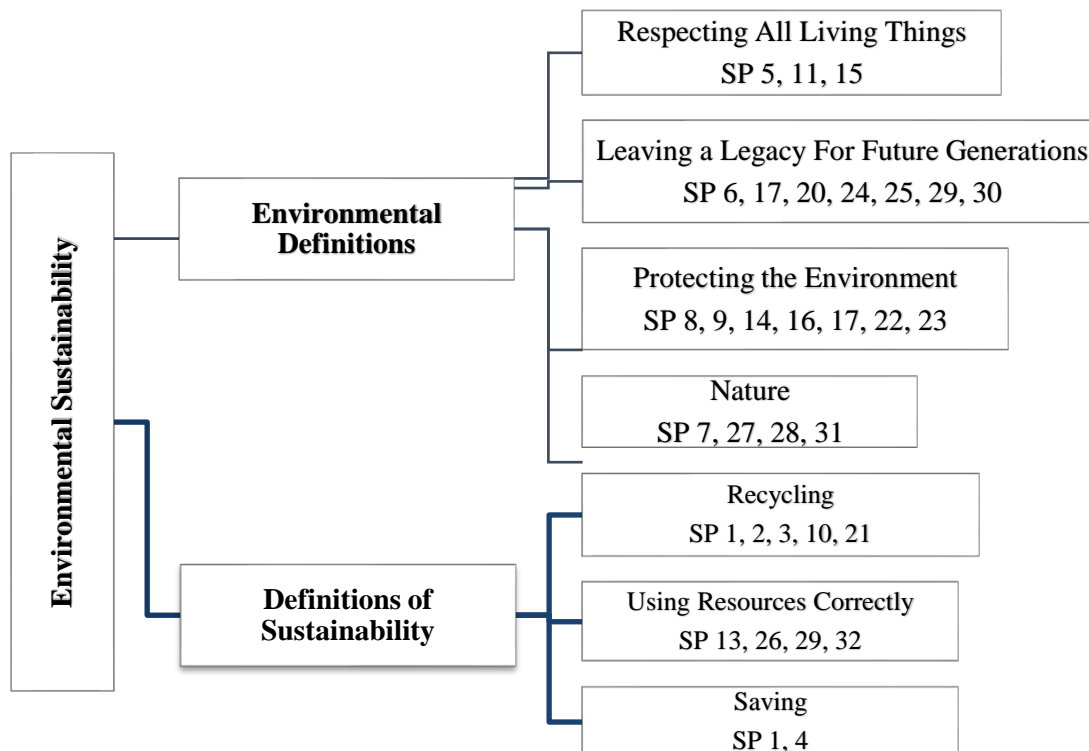 Environmental Sustainability
Environmental
Definitions
Respecting All Living Things
SP 5, 11, 15
Leaving a Legacy For Future Generations
SP 6, 17, 20, 24, 25, 29, 30
Protecting the Environment
SP 8, 9, 14, 16, 17, 22, 23
Nature
SP 7, 27, 28, 31
Definitions of
Sustainability
Recycling
SP 1, 2, 3, 10, 21
Using Resources Correctly
SP 13, 26, 29, 32
Saving
SP 1, 4